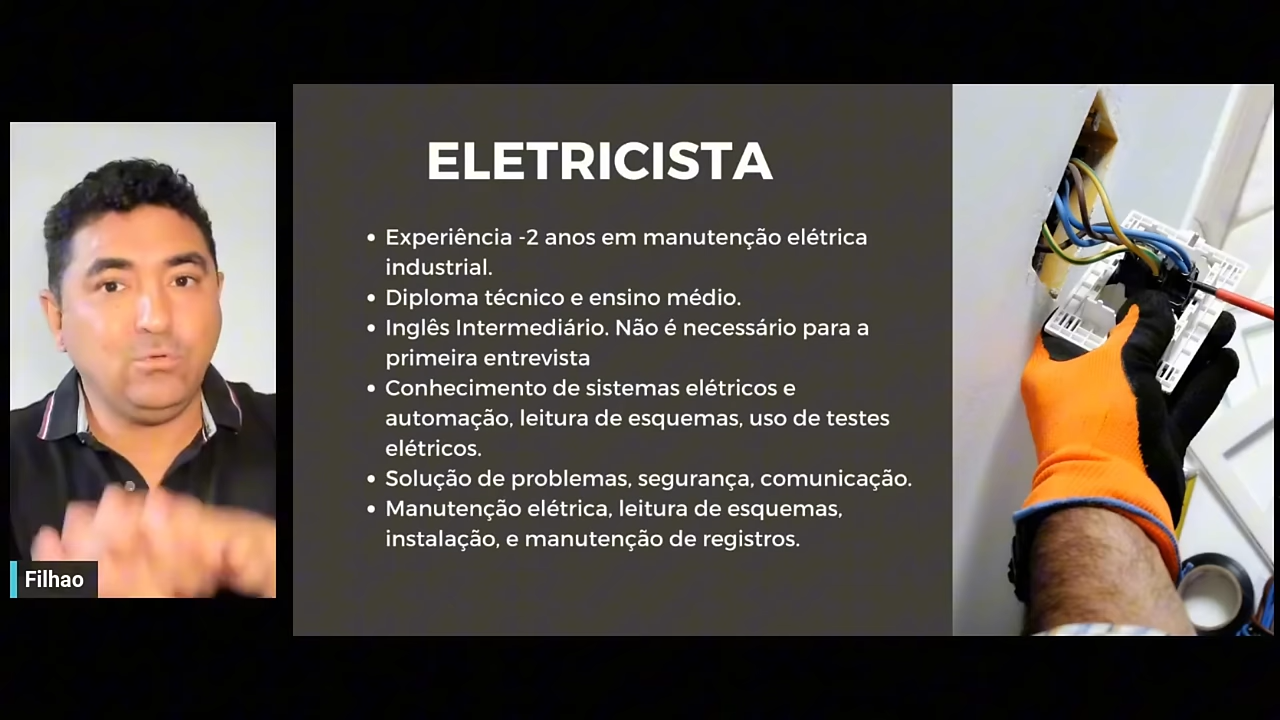 ELETRICISTA
• Experiência -2 anos em manutenção elétrica
industrial.
• Diploma técnico e ensino médio.
• Inglês Intermediário. Não é necessário para a
primeira entrevista
• Conhecimento de sistemas elétricos e
automação, leitura de esquemas, uso de testes
elétricos.
• Solução de problemas, segurança, comunicação.
• Manutenção elétrica, leitura de esquemas,
instalação, e manutenção de registros.
Filhao